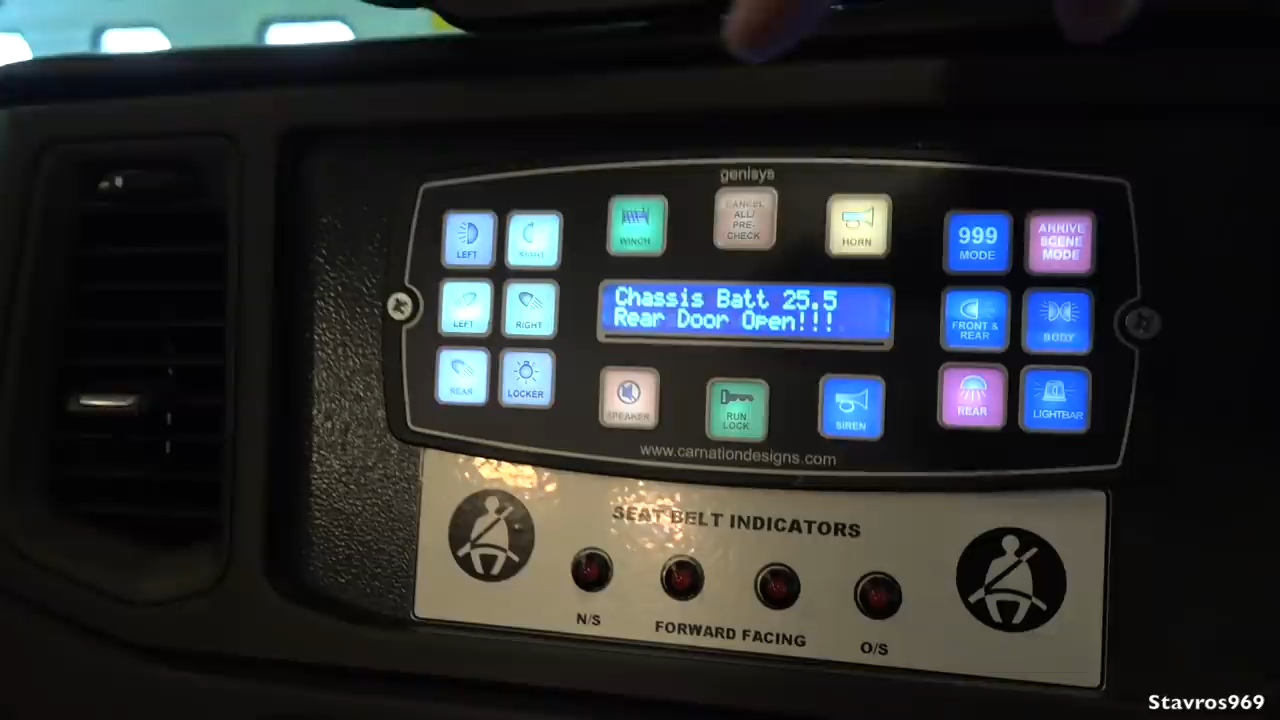 genisys
LEFT
RIGHT
WINCH
CANCEL
ALL/
PRE-
CHECK
HORN
999
MODE
ARRIVE
SCENE
MODE
LEFT
RIGHT
Chassis Batt 25.5
Rear Door Open!!!
FRONT &
REAR
BODY
REAR
LOCKER
SPEAKER
RUN
LOCK
SIREN
REAR
LIGHTBAR
www.carnationdesigns.com
SEAT BELT INDICATORS
N/S
FORWARD FACING
O/S
Stavros969